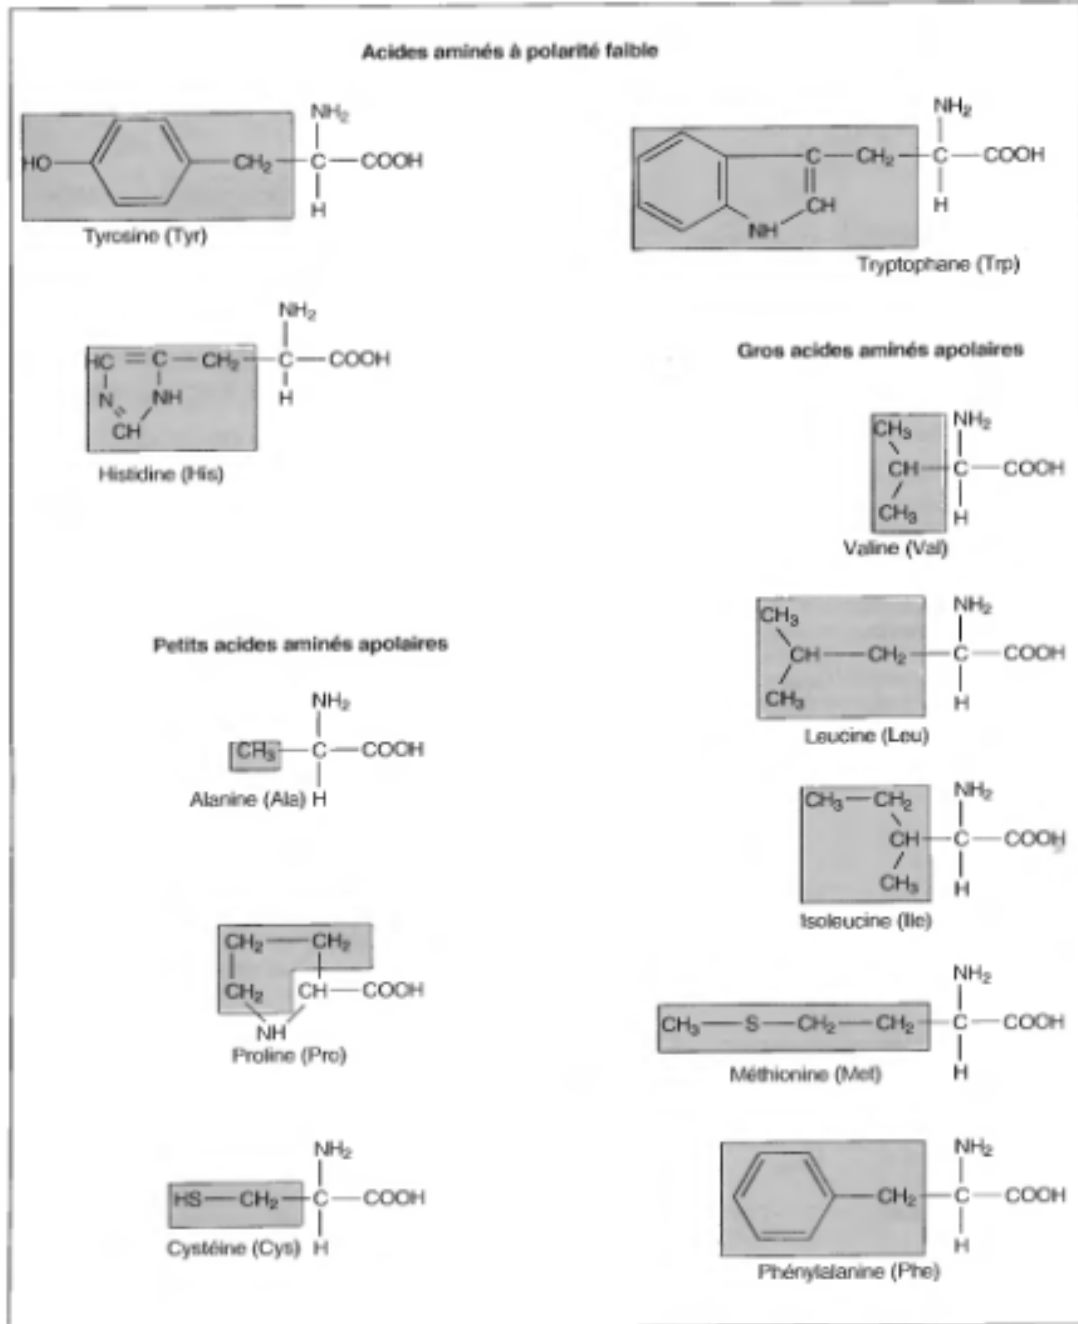 Acides aminés à polarité faible
NH₂
HO CH₂ C COOH
H
Tyrosine (Tyr)
NH₂
C CH₂ C COOH
CH H
NH
Tryptophane (Trp)
NH₂
HC C CH₂ C COOH
N NH H
CH
Histidine (His)
Gros acides aminés apolaires
CH₃ NH₂
CH C COOH
CH₃ H
Valine (Val)
CH₃ NH₂
CH CH₂ C COOH
CH₃ H
Leucine (Leu)
Petits acides aminés apolaires
NH₂
CH₃ C COOH
Alanine (Ala) H
CH₃ CH₂ NH₂
CH C COOH
CH₃ H
Isoleucine (Ile)
CH₂ CH₂
CH₂ CH COOH
NH
Proline (Pro)
NH₂
CH₃ S CH₂ CH₂ C COOH
Méthionine (Met) H
NH₂
HS CH₂ C COOH
Cystéine (Cys) H
NH₂
CH₂ C COOH
H
Phénylalanine (Phe)